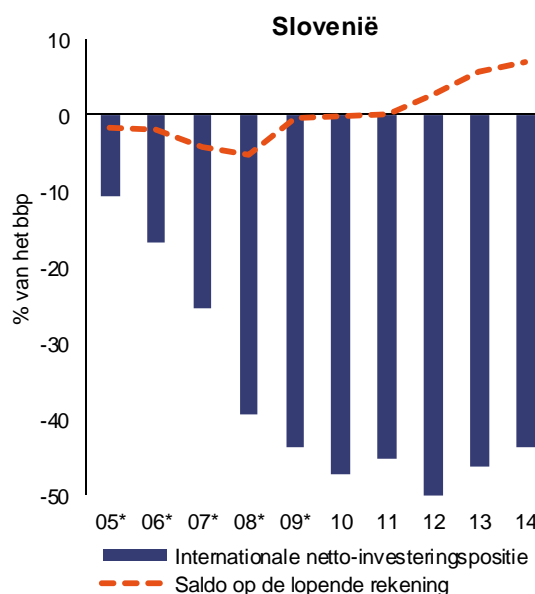 Slovenië
10
0
-10
-20
-30
-40
-50
% van het bbp
05* 06* 07* 08* 09* 10 11 12 13 14
Internationale netto-investeringspositie
Saldo op de lopende rekening